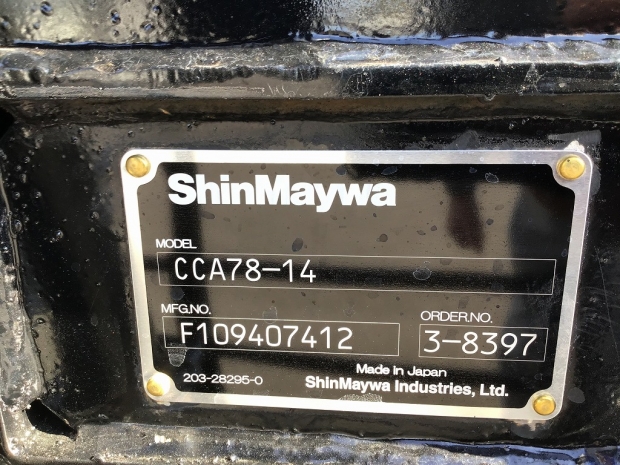 ShinMaywa
MODEL
CCA78-14
MFG.NO.
F109407412
ORDER.NO.
3-8397
203-28295-0
Made in Japan
ShinMaywa Industries, Ltd.